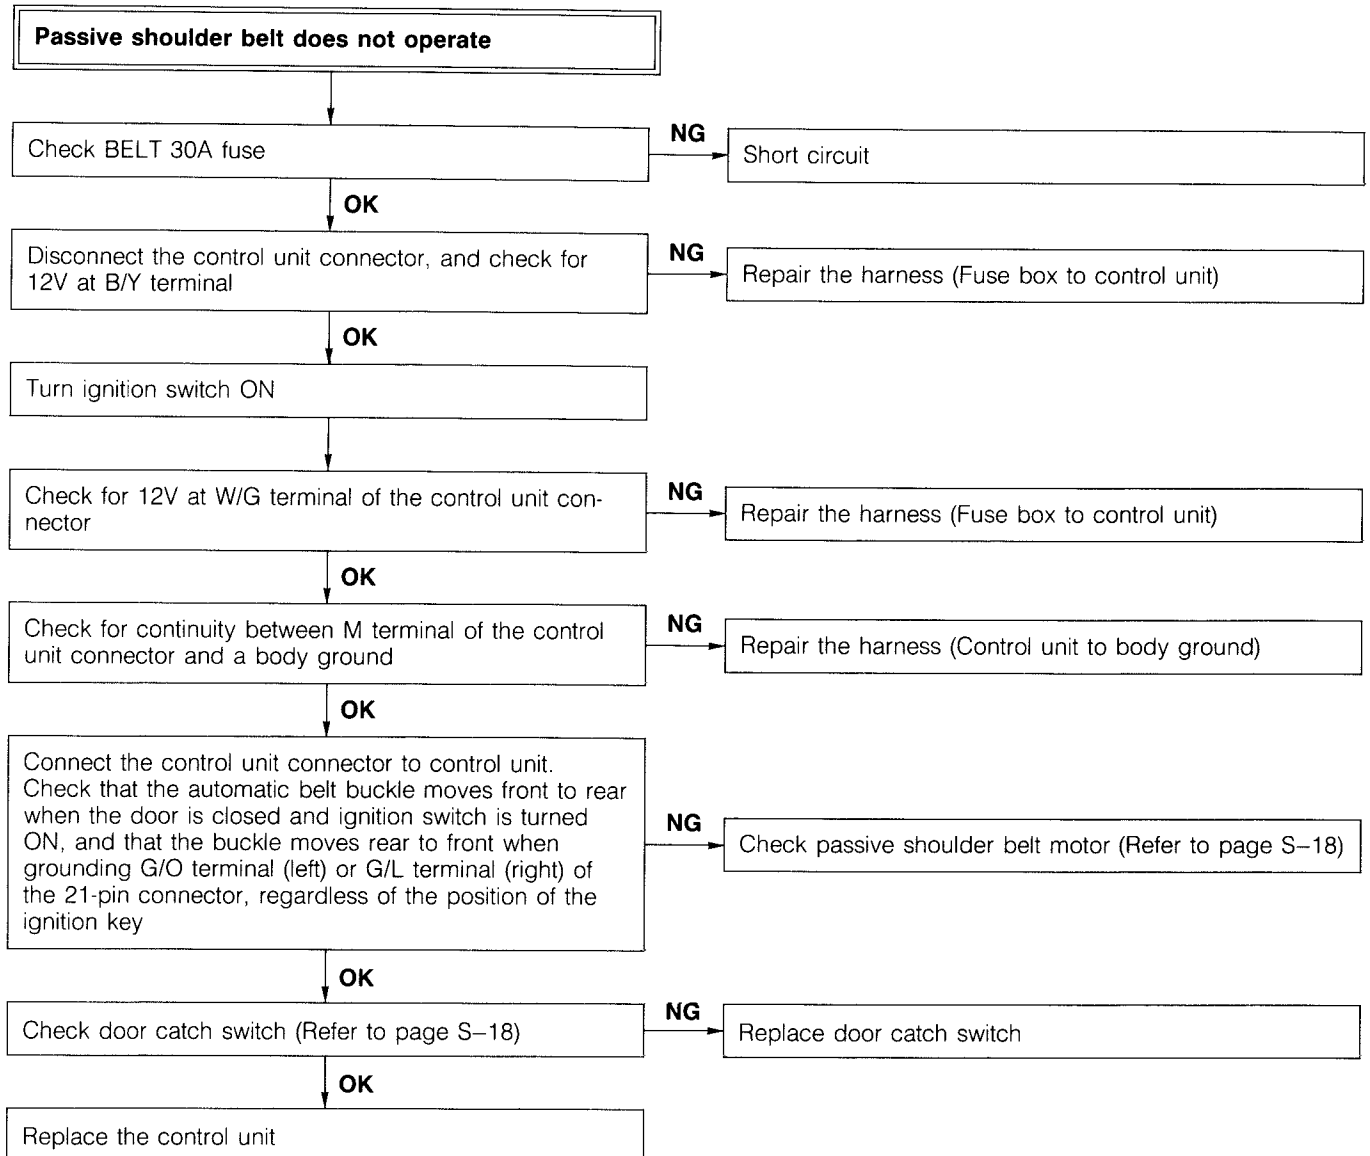 Passive shoulder belt does not operate
Check BELT 30A fuse
NG
Short circuit
OK
Disconnect the control unit connector, and check for
12V at B/Y terminal
NG
Repair the harness (Fuse box to control unit)
OK
Turn ignition switch ON
Check for 12V at W/G terminal of the control unit con-
nector
NG
Repair the harness (Fuse box to control unit)
OK
Check for continuity between M terminal of the control
unit connector and a body ground
NG
Repair the harness (Control unit to body ground)
OK
Connect the control unit connector to control unit.
Check that the automatic belt buckle moves front to rear
when the door is closed and ignition switch is turned
ON, and that the buckle moves rear to front when
grounding G/O terminal (left) or G/L terminal (right) of
the 21-pin connector, regardless of the position of the
ignition key
NG
Check passive shoulder belt motor (Refer to page S–18)
OK
Check door catch switch (Refer to page S–18)
NG
Replace door catch switch
OK
Replace the control unit